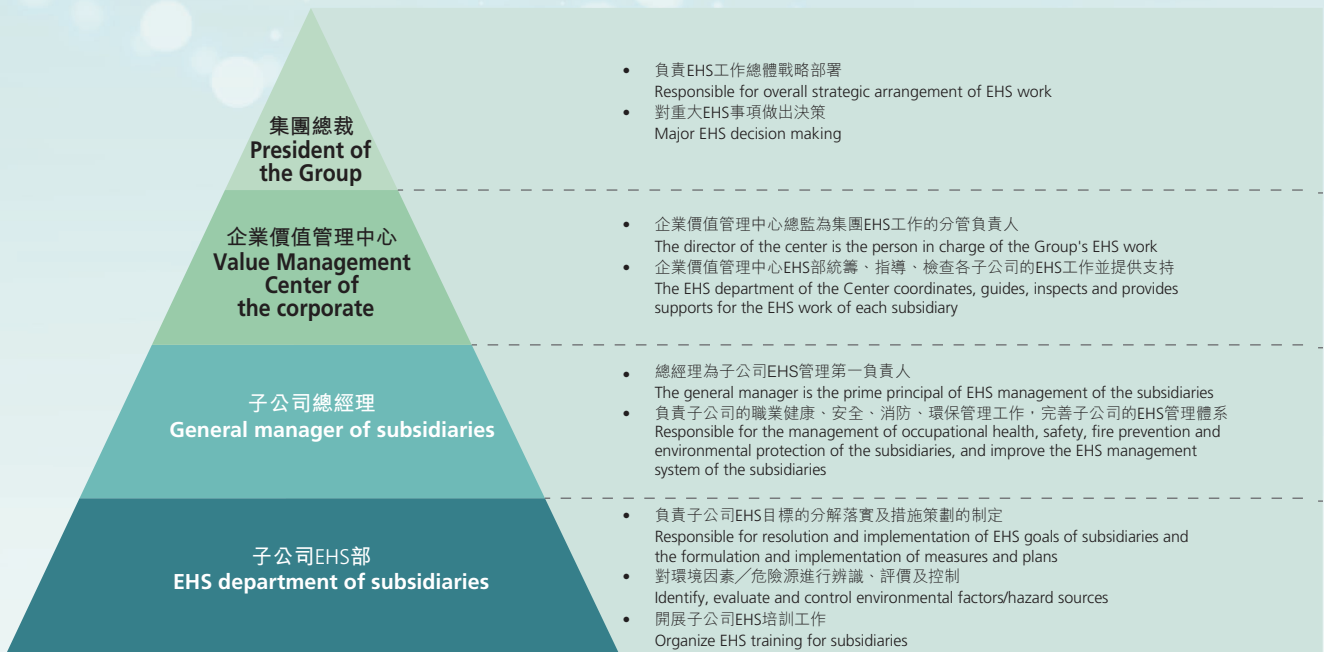 集團總裁
President of
the Group
• 負責EHS工作總體戰略部署
Responsible for overall strategic arrangement of EHS work
• 對重大EHS事項做出決策
Major EHS decision making
企業價值管理中心
Value Management
Center of
the corporate
• 企業價值管理中心總監為集團EHS工作的分管負責人
The director of the center is the person in charge of the Group's EHS work
• 企業價值管理中心EHS部統籌、指導、檢查各子公司的EHS工作並提供支持
The EHS department of the Center coordinates, guides, inspects and provides
supports for the EHS work of each subsidiary
子公司總經理
General manager of subsidiaries
• 總經理為子公司EHS管理第一負責人
The general manager is the prime principal of EHS management of the subsidiaries
• 負責子公司的職業健康、安全、消防、環保管理工作，完善子公司的EHS管理體系
Responsible for the management of occupational health, safety, fire prevention and
environmental protection of the subsidiaries, and improve the EHS management
system of the subsidiaries
子公司EHS部
EHS department of subsidiaries
• 負責子公司EHS目標的分解落實及措施策劃的制定
Responsible for resolution and implementation of EHS goals of subsidiaries and
the formulation and implementation of measures and plans
• 對環境因素／危險源進行辨識、評價及控制
Identify, evaluate and control environmental factors/hazard sources
• 開展子公司EHS培訓工作
Organize EHS training for subsidiaries